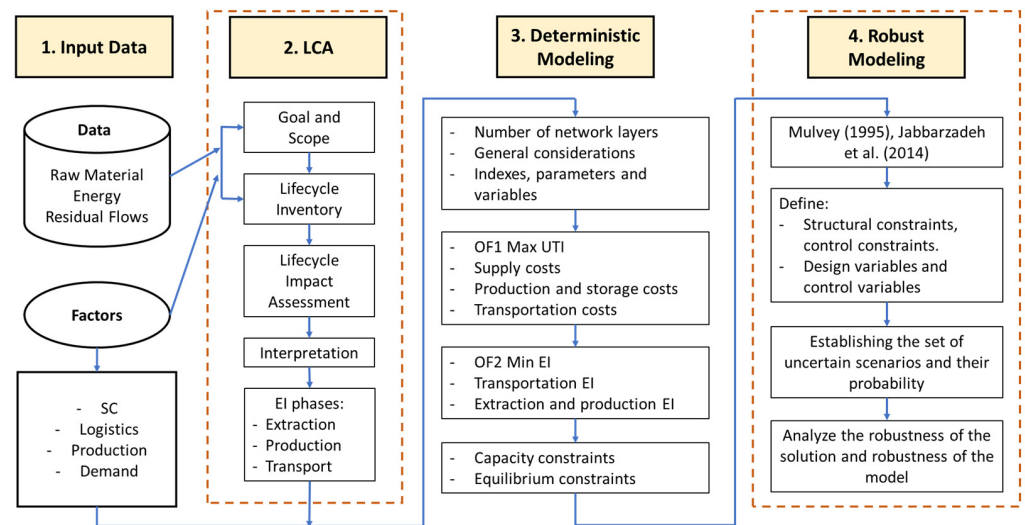 1. Input Data
Data
Raw Material
Energy
Residual Flows
Factors
- SC
- Logistics
- Production
- Demand
2. LCA
Goal and
Scope
Lifecycle
Inventory
Lifecycle
Impact
Assessment
Interpretation
EI phases:
- Extraction
- Production
- Transport
3. Deterministic
Modeling
- Number of network layers
- General considerations
- Indexes, parameters and
variables
- OF1 Max UTI
- Supply costs
- Production and storage costs
- Transportation costs
- OF2 Min EI
- Transportation EI
- Extraction and production EI
- Capacity constraints
- Equilibrium constraints
4. Robust
Modeling
Mulvey (1995), Jabbarzadeh
et al. (2014)
Define:
- Structural constraints,
control constraints.
- Design variables and
control variables
Establishing the set of
uncertain scenarios and their
probability
Analyze the robustness of the
solution and robustness of the
model